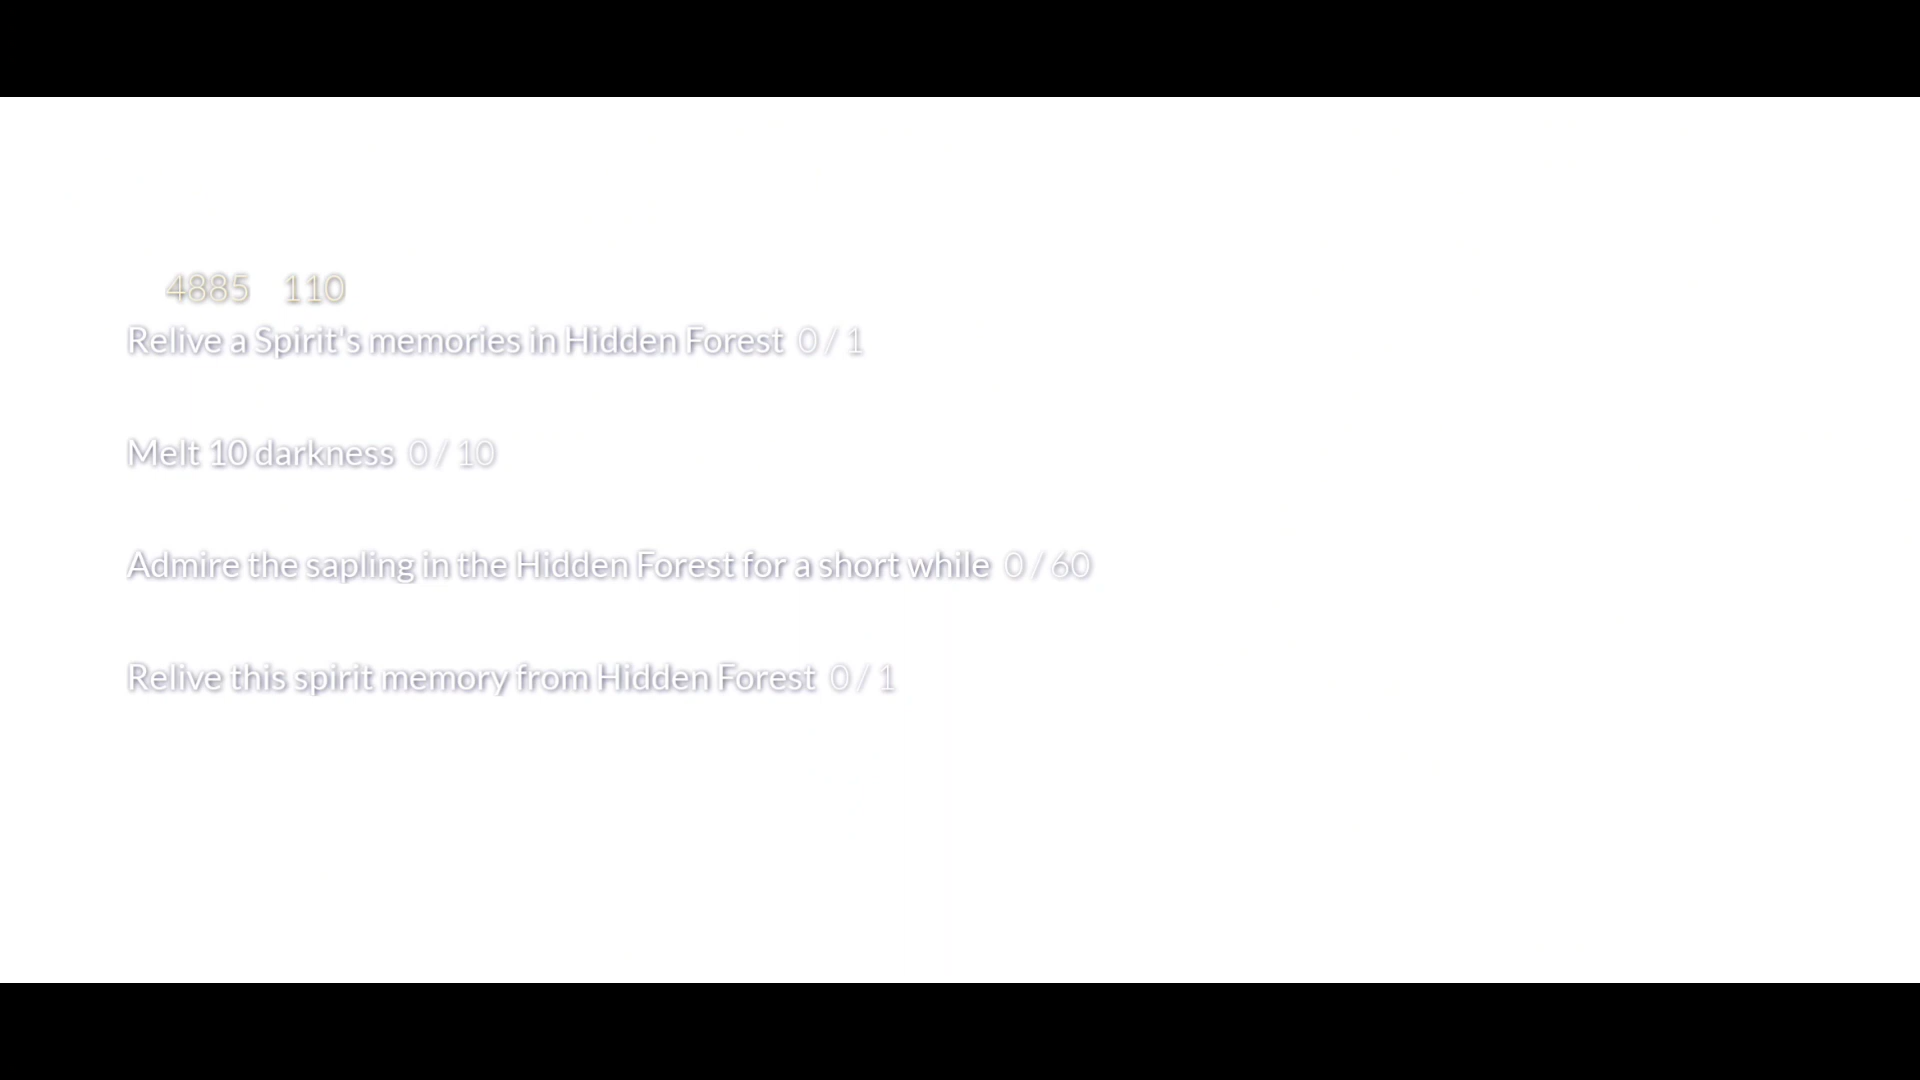 4885 110
Relive a Spirit's memories in Hidden Forest 0 / 1
Melt 10 darkness 0 / 10
Admire the sapling in the Hidden Forest for a short while 0 / 60
Relive this spirit memory from Hidden Forest 0 / 1